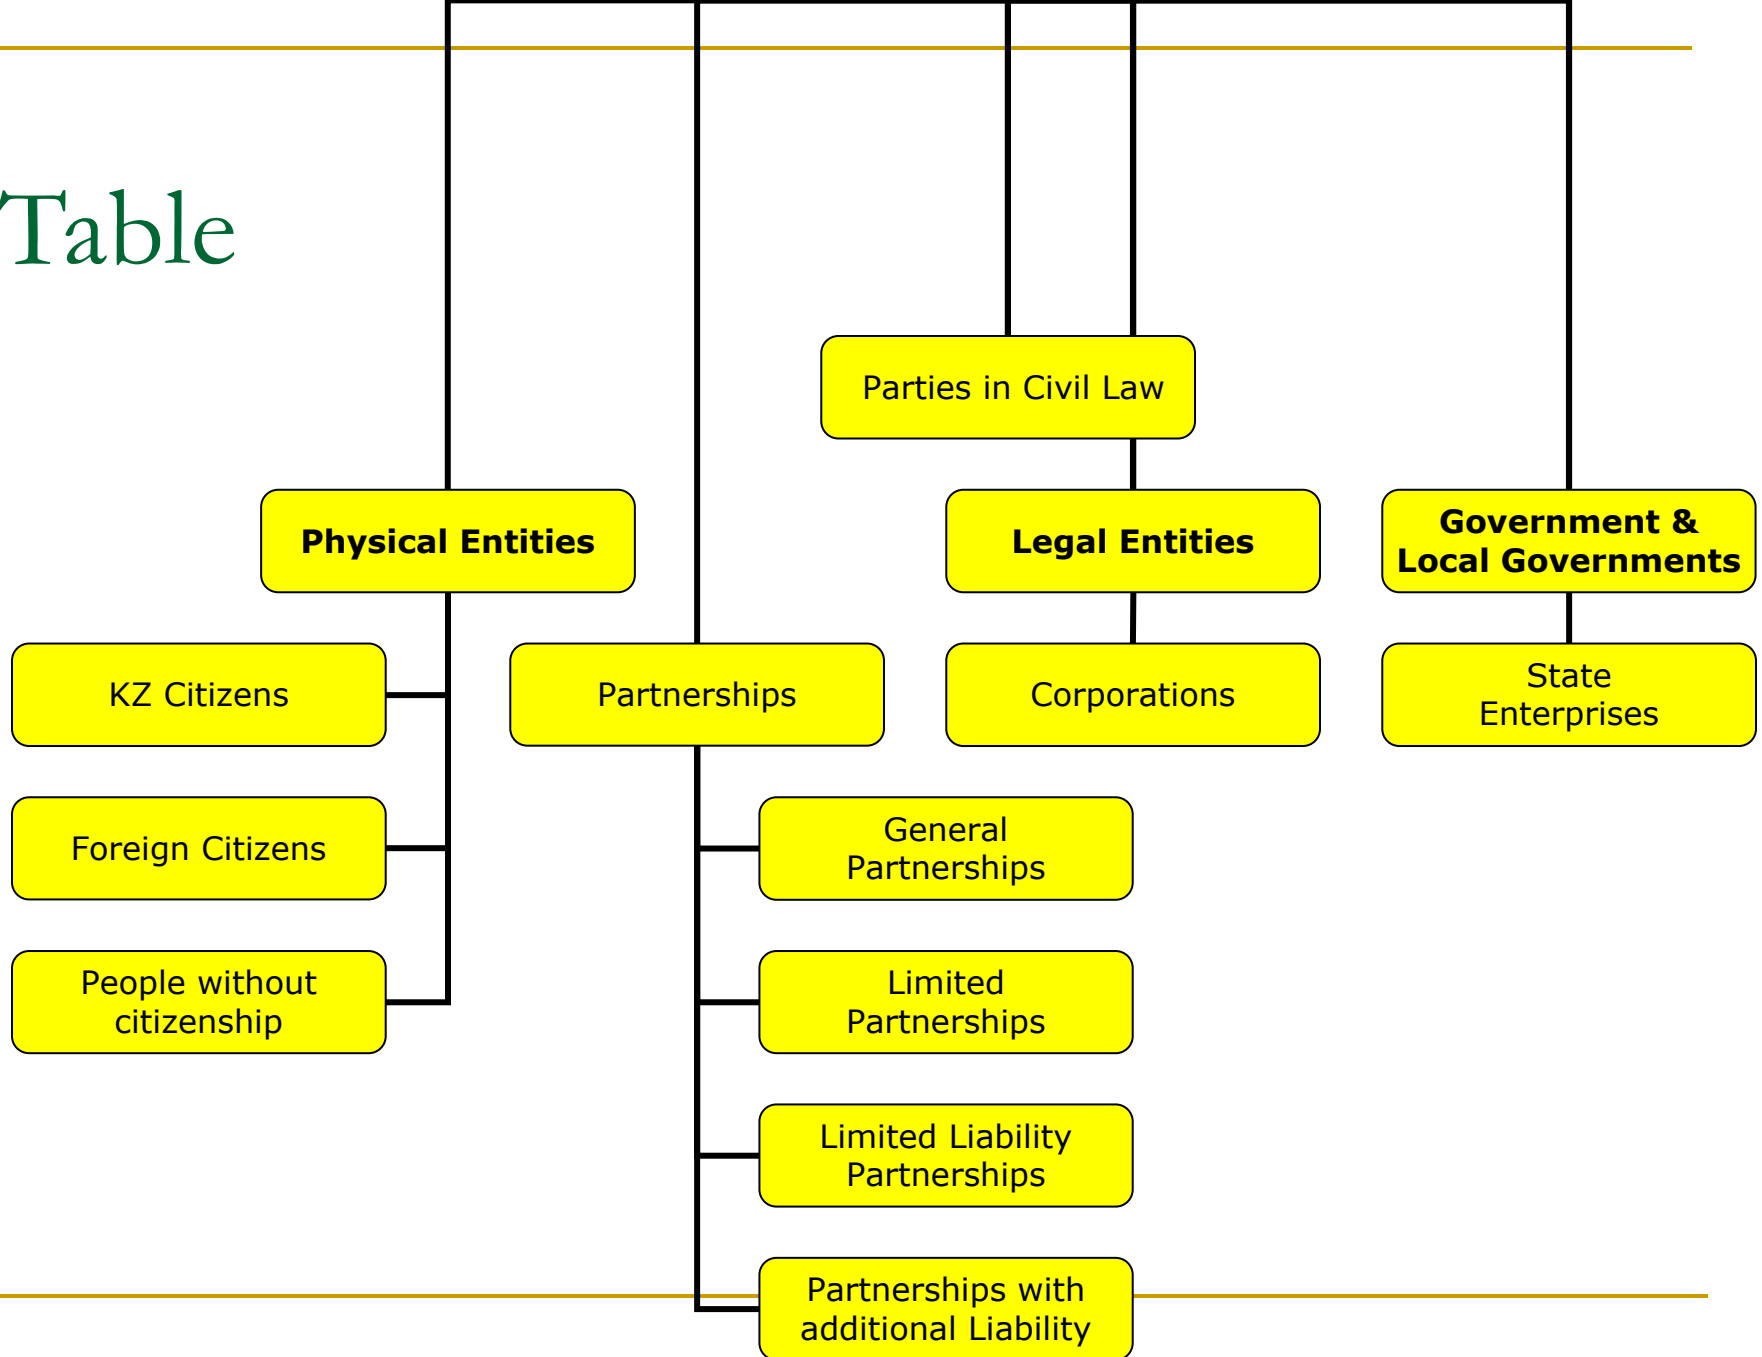 Table
Parties in Civil Law
Physical Entities
Legal Entities
Government &
Local Governments
KZ Citizens
Partnerships
Corporations
State
Enterprises
Foreign Citizens
General
Partnerships
People without
citizenship
Limited
Partnerships
Limited Liability
Partnerships
Partnerships with
additional Liability